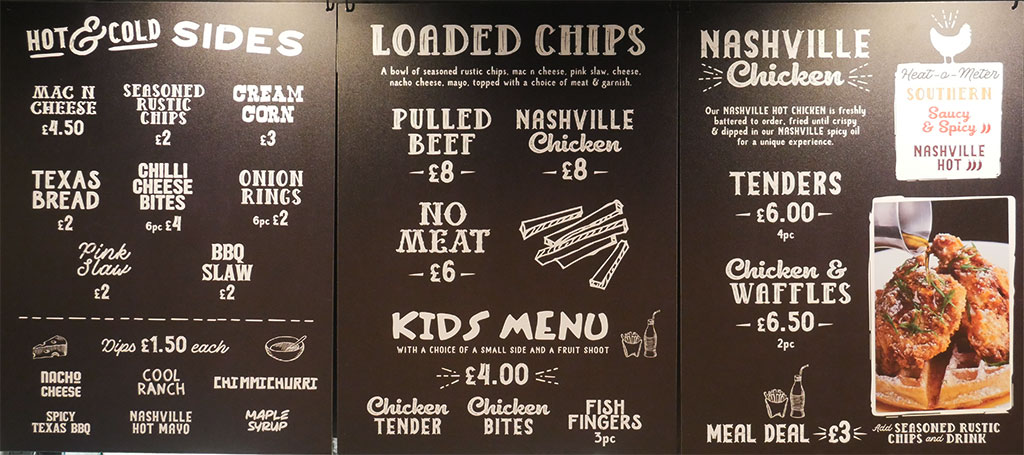 HOT & COLD SIDES
MAC N
CHEESE
£4.50
SEASONED
RUSTIC
CHIPS
£2
CREAM
CORN
£3
TEXAS
BREAD
£2
CHILLI
CHEESE
BITES
6pc £4
ONION
RINGS
6pc £2
Pink
Slaw
£2
BBQ
SLAW
£2
Dips £1.50 each
NACHO
CHEESE
COOL
RANCH
CHIMMICHURRI
SPICY
TEXAS BBQ
NASHVILLE
HOT MAYO
MAPLE
SYRUP
LOADED CHIPS
A bowl of seasoned rustic chips, mac n cheese, pink slaw, cheese,
nacho cheese, mayo, topped with a choice of meat & garnish.
PULLED
BEEF
- £8 -
NASHVILLE
Chicken
- £8 -
NO
MEAT
- £6 -
KIDS MENU
WITH A CHOICE OF A SMALL SIDE AND A FRUIT SHOOT
£4.00
Chicken
TENDER
Chicken
BITES
FISH
FINGERS
3pc
NASHVILLE
Chicken
Our NASHVILLE HOT CHICKEN is freshly
battered to order, fried until crispy
& dipped in our NASHVILLE spicy oil
for a unique experience.
Heat-o-Meter
SOUTHERN
Saucy
& Spicy
NASHVILLE
HOT
TENDERS
- £6.00 -
4pc
Chicken &
WAFFLES
- £6.50 -
2pc
MEAL DEAL £3
Add SEASONED RUSTIC
CHIPS and DRINK